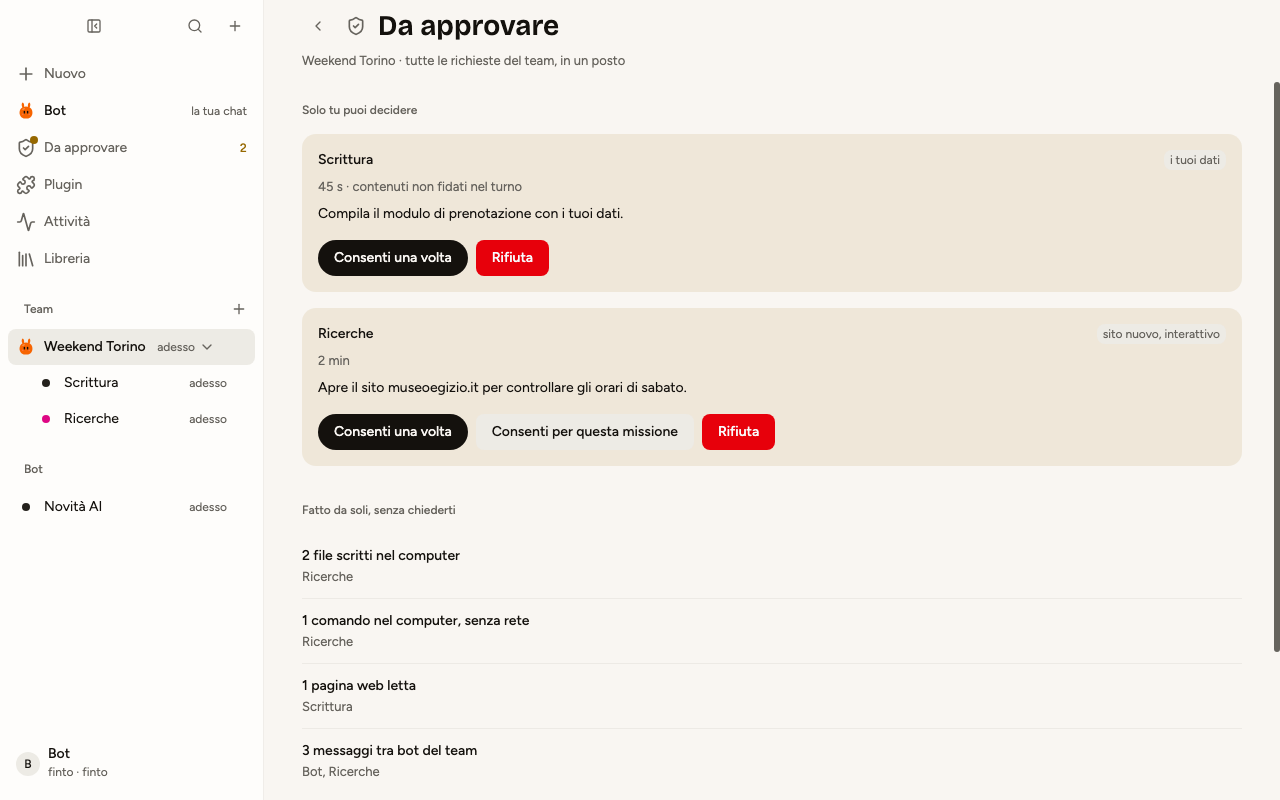 Nuovo
Bot
la tua chat
Da approvare
2
Plugin
Attività
Libreria
Team
Weekend Torino
adesso
Scrittura
adesso
Ricerche
adesso
Bot
Novità AI
adesso
B
Bot
finto · finto
Da approvare
Weekend Torino · tutte le richieste del team, in un posto
Solo tu puoi decidere
Scrittura
i tuoi dati
45 s · contenuti non fidati nel turno
Compila il modulo di prenotazione con i tuoi dati.
Consenti una volta
Rifiuta
Ricerche
sito nuovo, interattivo
2 min
Apre il sito museoegizio.it per controllare gli orari di sabato.
Consenti una volta
Consenti per questa missione
Rifiuta
Fatto da soli, senza chiederti
2 file scritti nel computer
Ricerche
1 comando nel computer, senza rete
Ricerche
1 pagina web letta
Scrittura
3 messaggi tra bot del team
Bot, Ricerche